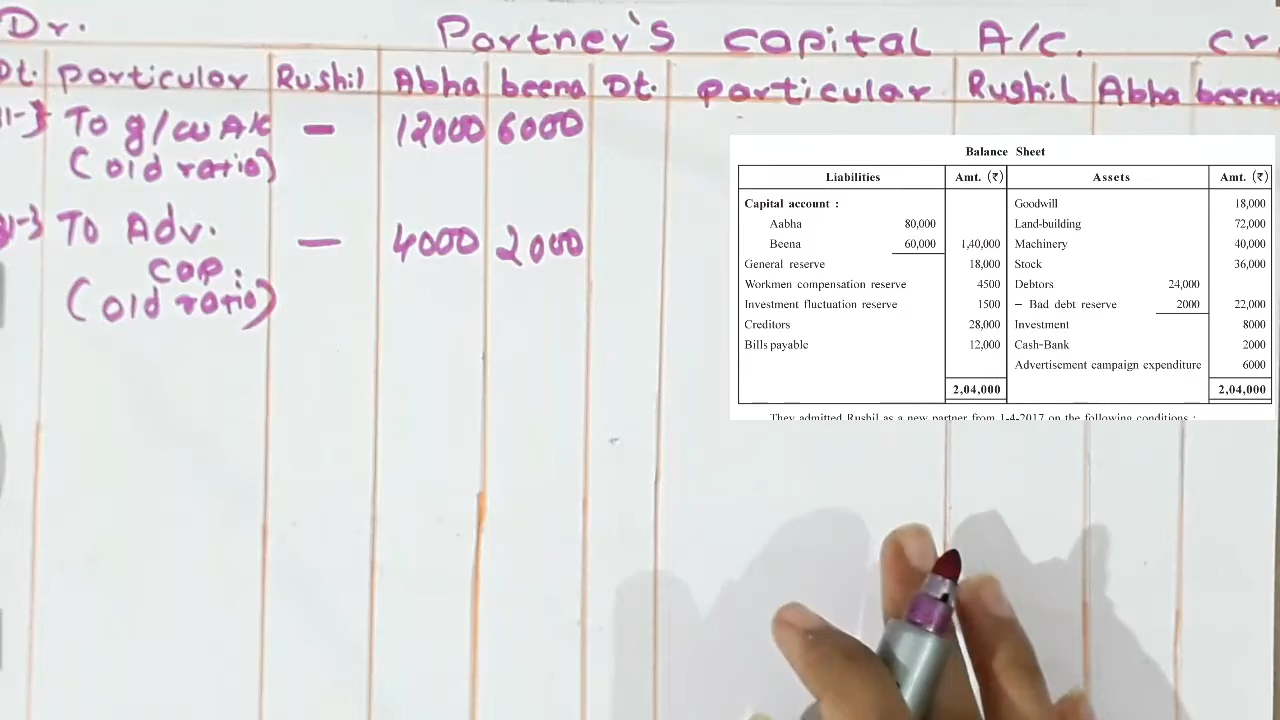 Dr. Partner's capital A/c. cr
Dt. particular Rushil Abha beena Dt. particular Rushil Abha beena
To g/w A/c - 12000 6000
(old ratio)
To Adv. - 4000 2000
cap.
(old ratio)
Balance Sheet
Liabilities Amt. (₹) Assets Amt. (₹)
Capital account : Goodwill 18,000
Aabha 80,000 Land-building 72,000
Beena 60,000 1,40,000 Machinery 40,000
General reserve 18,000 Stock 36,000
Workmen compensation reserve 4500 Debtors 24,000
Investment fluctuation reserve 1500 – Bad debt reserve 2000 22,000
Creditors 28,000 Investment 8000
Bills payable 12,000 Cash-Bank 2000
Advertisement campaign expenditure 6000
2,04,000 2,04,000
They admitted Rushil as a new partner from 1-4-2017 on the following conditions :